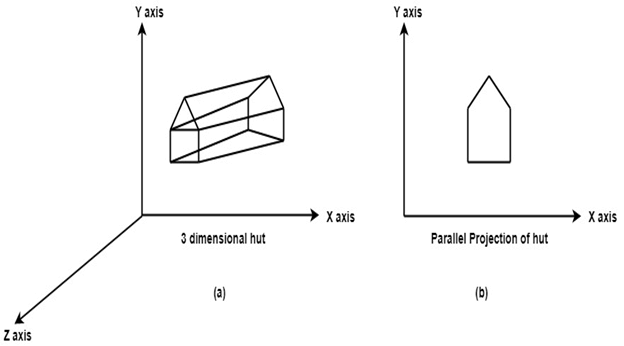 Y axis
Y axis
X axis
X axis
3 dimensional hut
Parallel Projection of hut
(a)
(b)
Z axis